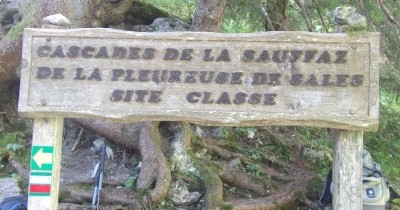 CASCADES DE LA SAUFFAZ
DE LA PLEUREUSE DE SALES
SITE CLASSE